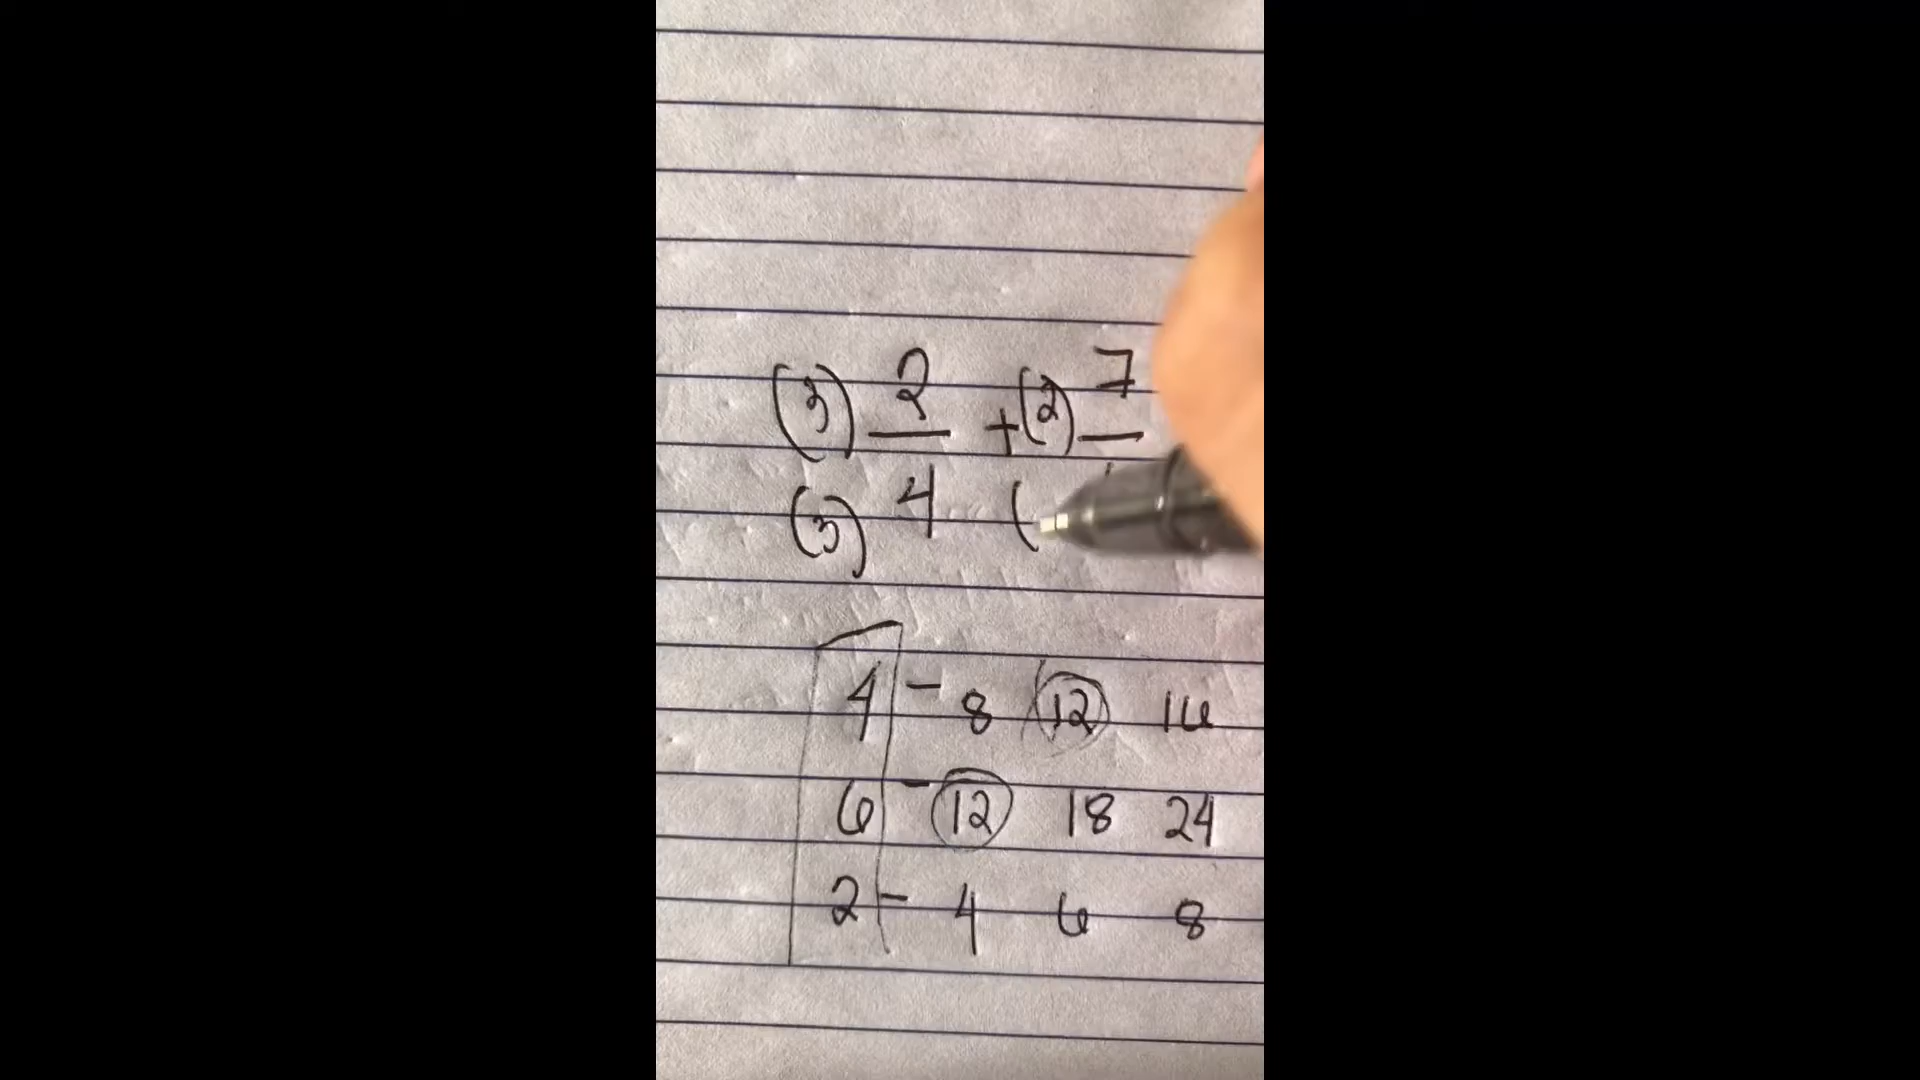 (3) 2 + (2) 7
(3) 4 (
4 - 8 12 16
6 - 12 18 24
2 - 4 6 8